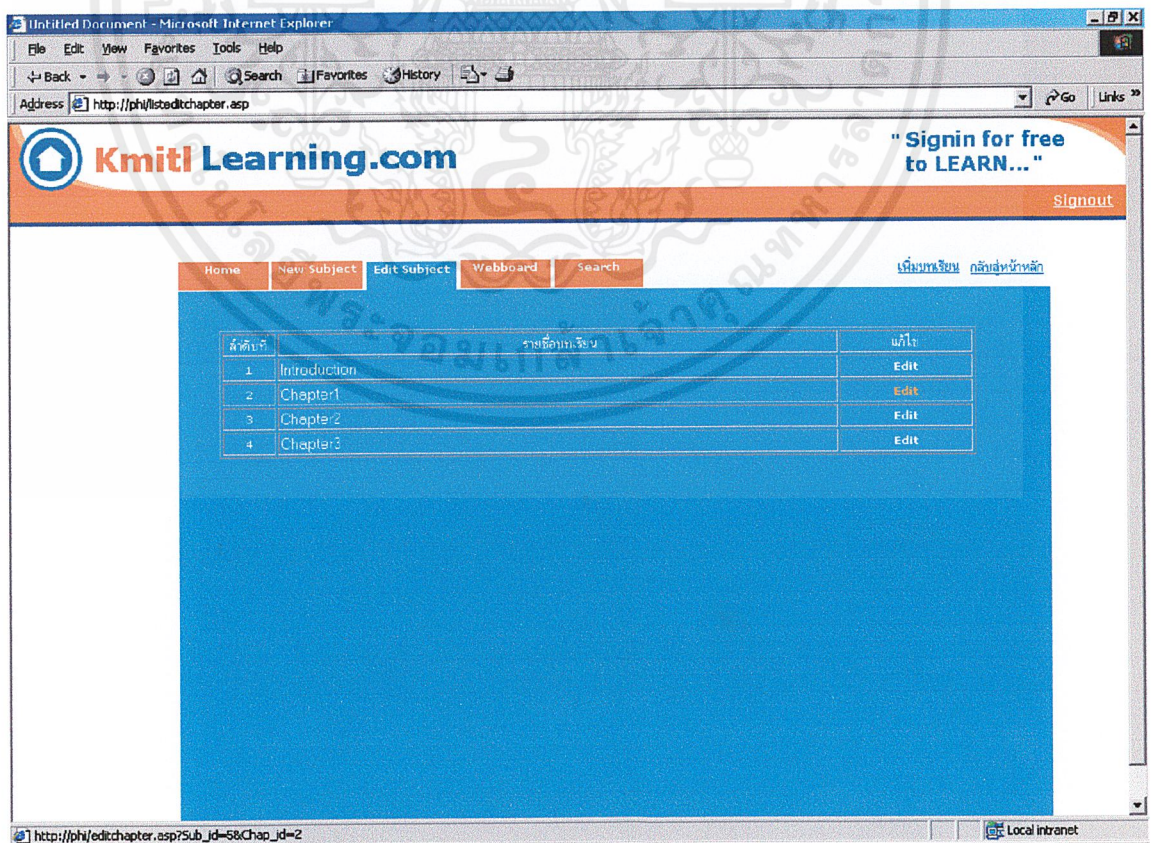 Untitled Document - Microsoft Internet Explorer
File Edit View Favorites Tools Help
Back Search Favorites History
Address http://phi/listeditchapter.asp Go Links »
Kmitl Learning.com
" Signin for free
to LEARN... "
Signout
Home New Subject Edit Subject Webboard Search เพิ่มบทเรียน กลับสู่หน้าหลัก
ลำดับที่ รายชื่อบทเรียน แก้ไข
1 Introduction Edit
2 Chapter1 Edit
3 Chapter2 Edit
4 Chapter3 Edit
http://phi/editchapter.asp?Sub_id=58&Chap_id=2 Local intranet